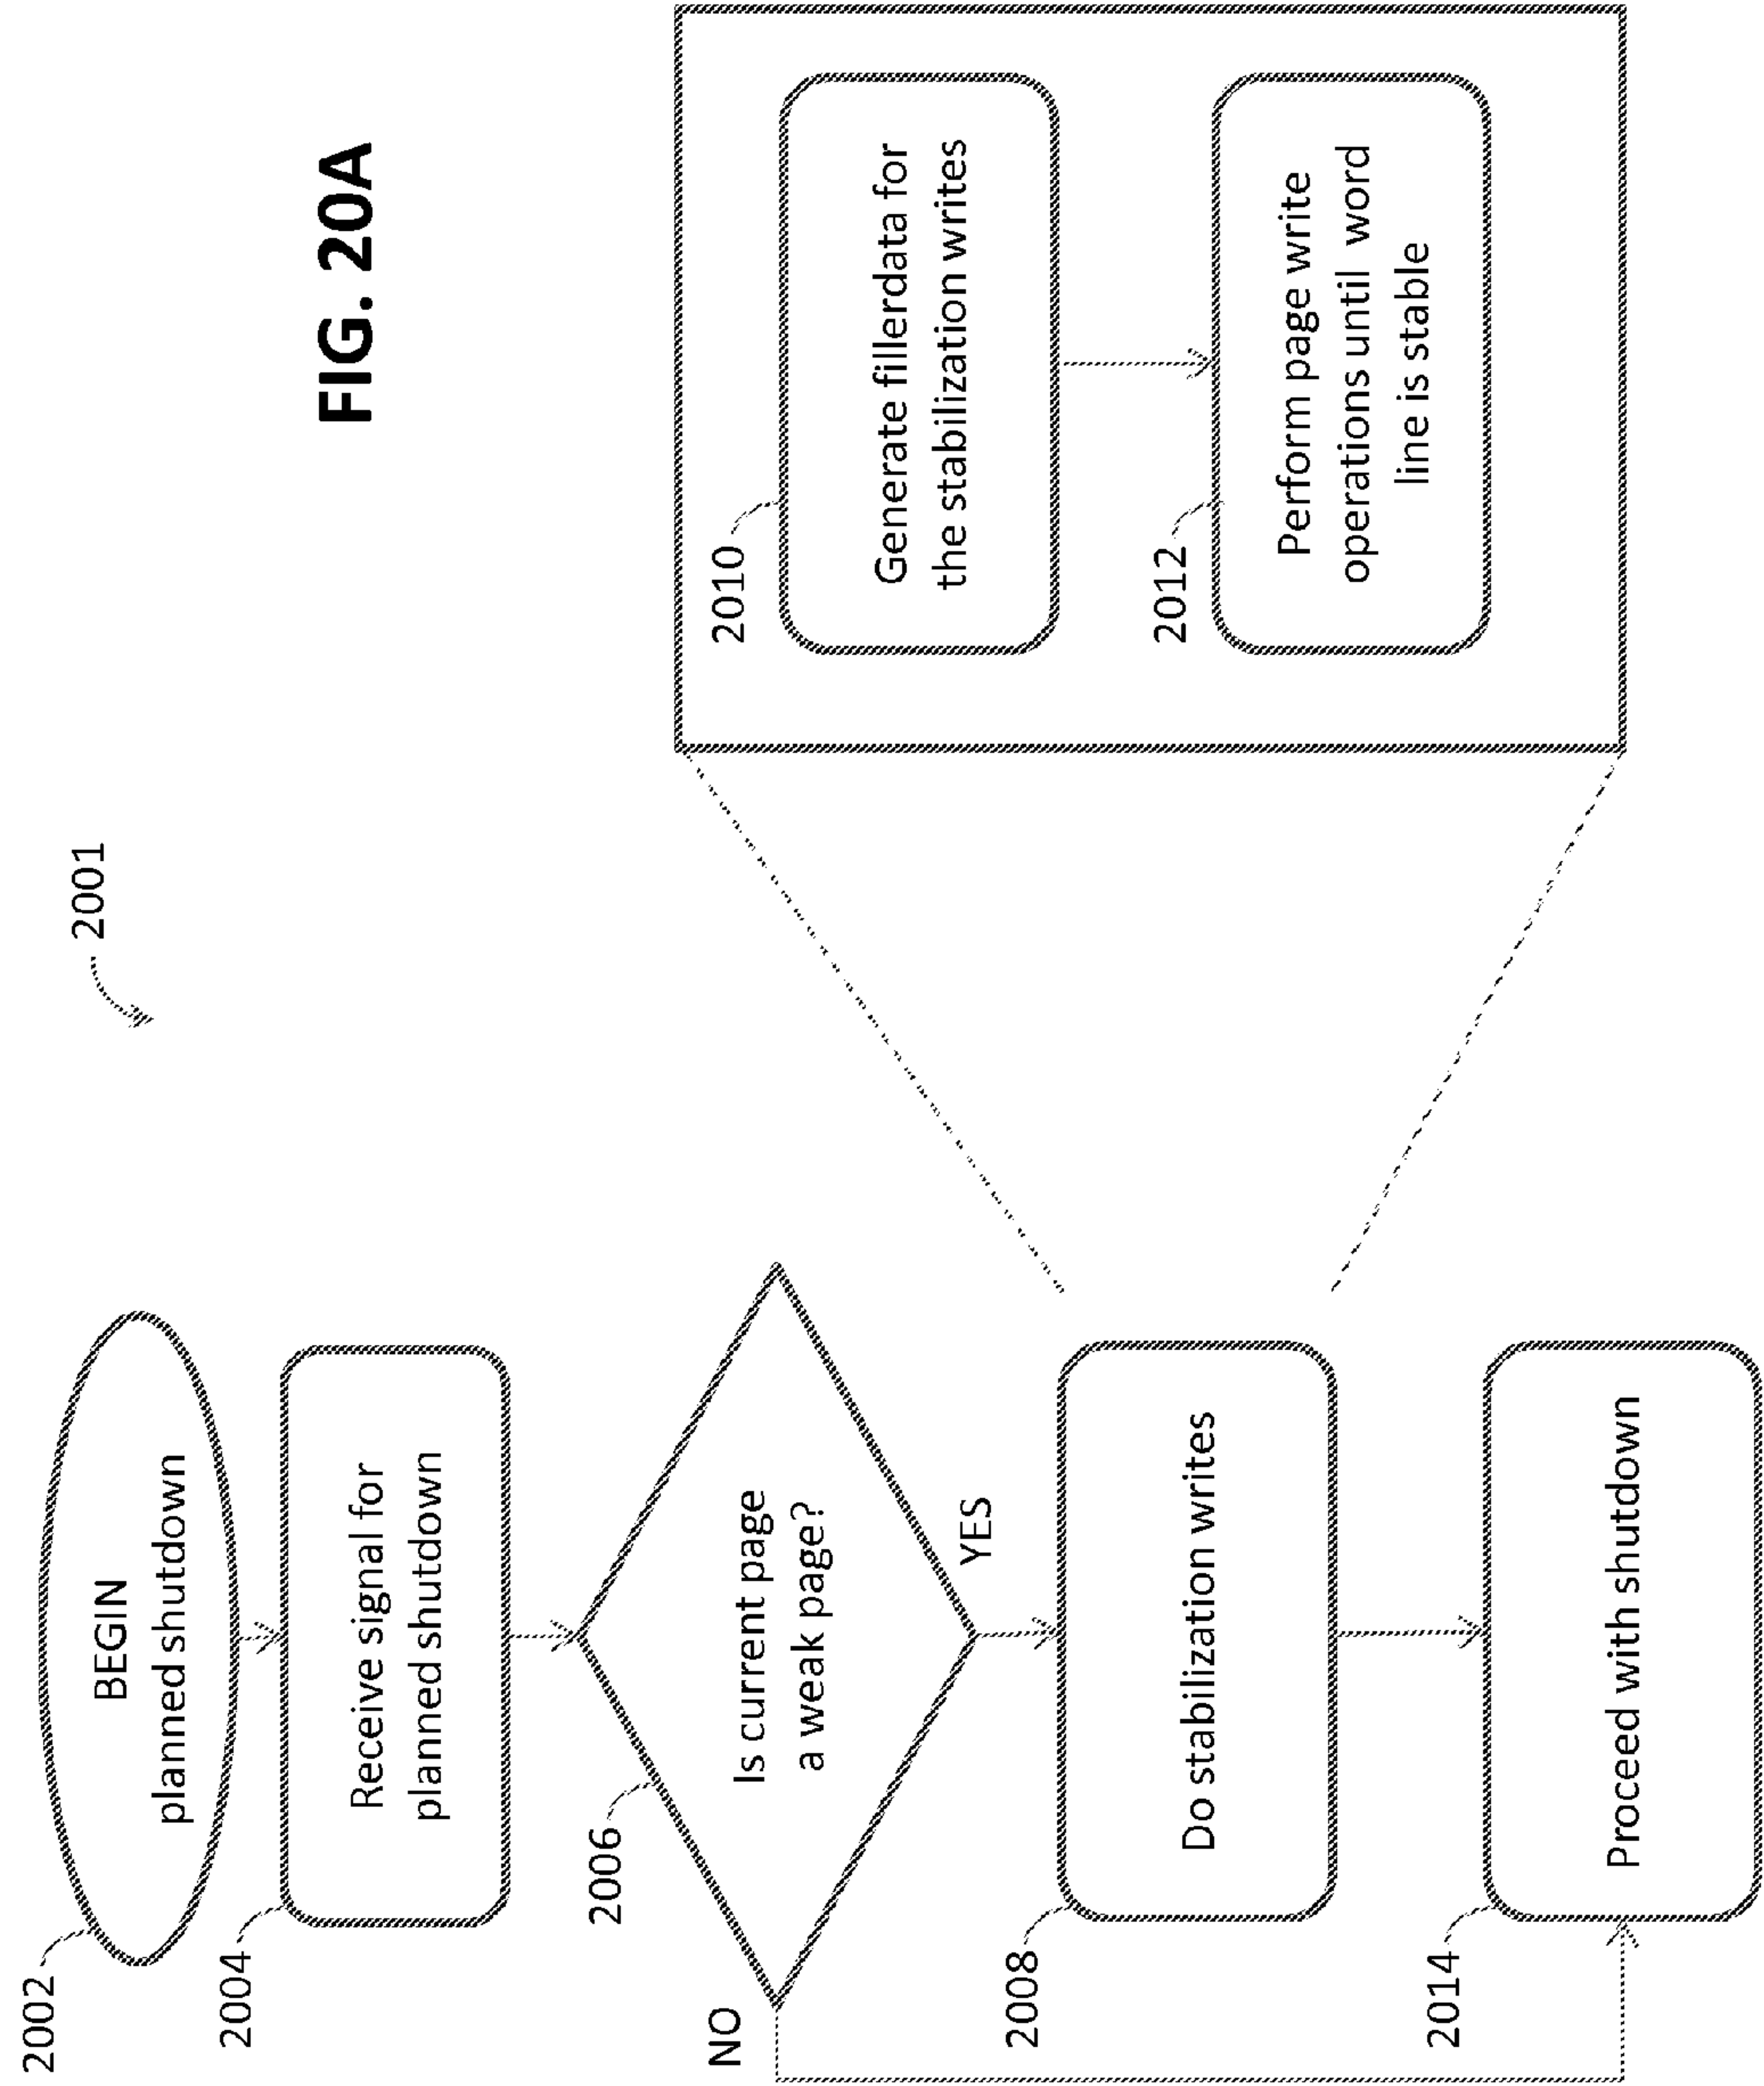 FIG. 20A
2001
2002
BEGIN
planned shutdown
2004
Receive signal for
planned shutdown
2006
Is current page
a weak page?
NO
YES
2008
Do stabilization writes
2014
Proceed with shutdown
2010
Generate fillerdata for
the stabilization writes
2012
Perform page write
operations until word
line is stable